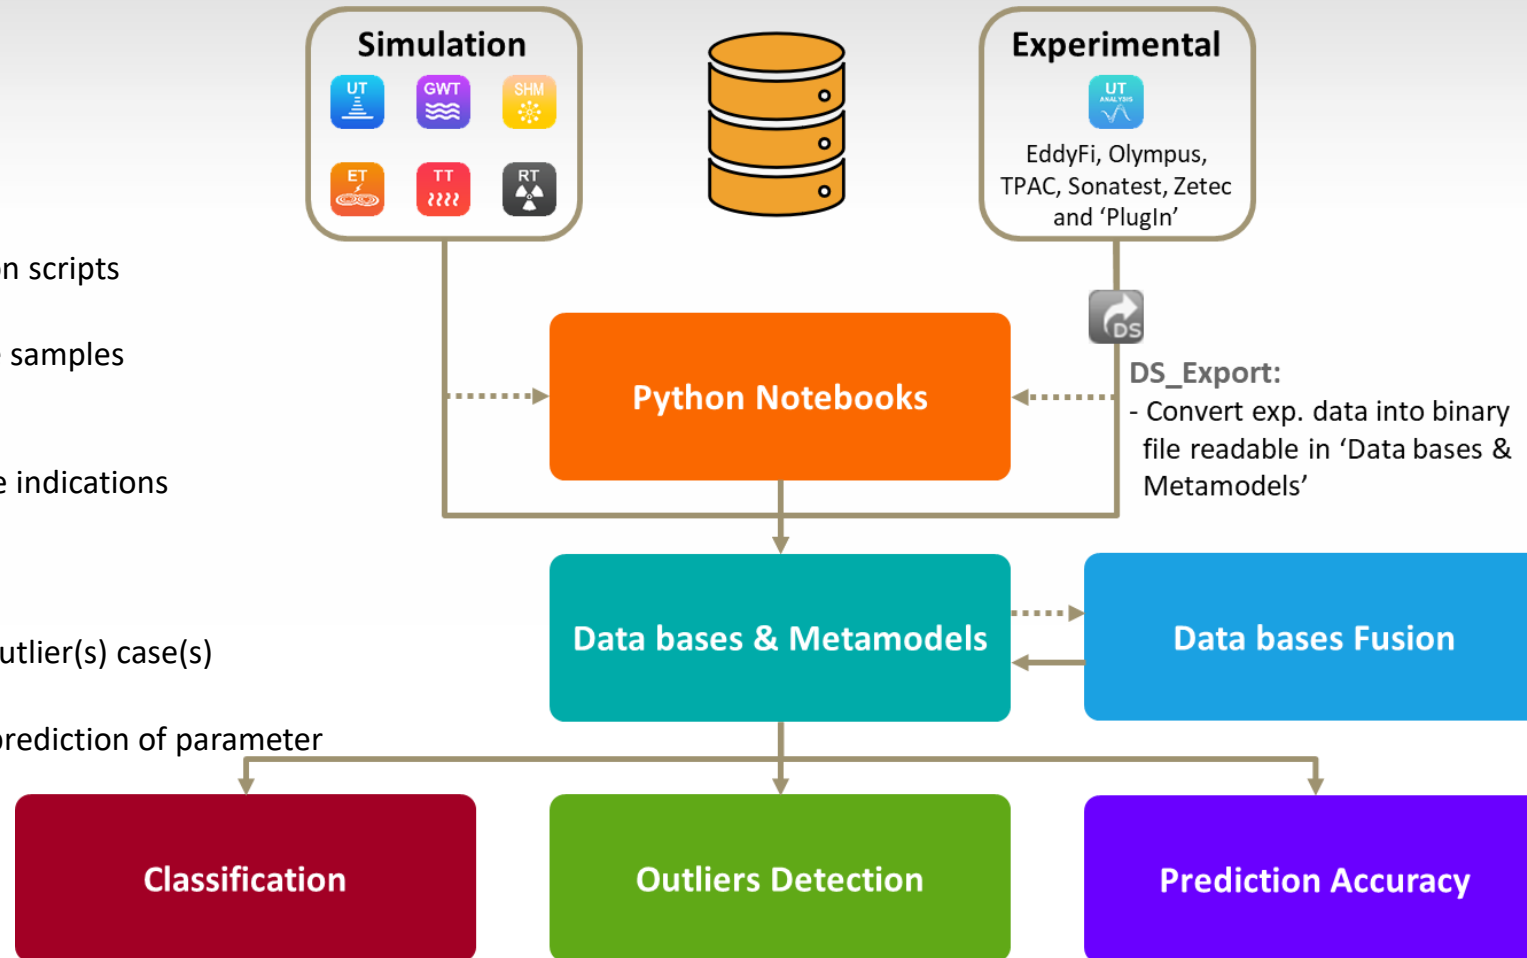 Simulation
UT
GWT
SHM
ET
TT
RT
Experimental
UT
ANALYSIS
EddyFi, Olympus,
TPAC, Sonatest, Zetec
and ‘PlugIn’
DS
DS_Export:
- Convert exp. data into binary
file readable in ‘Data bases &
Metamodels’
scripts
samples
indications
case(s)
prediction of parameter
Python Notebooks
Data bases & Metamodels
Data bases Fusion
Classification
Outliers Detection
Prediction Accuracy